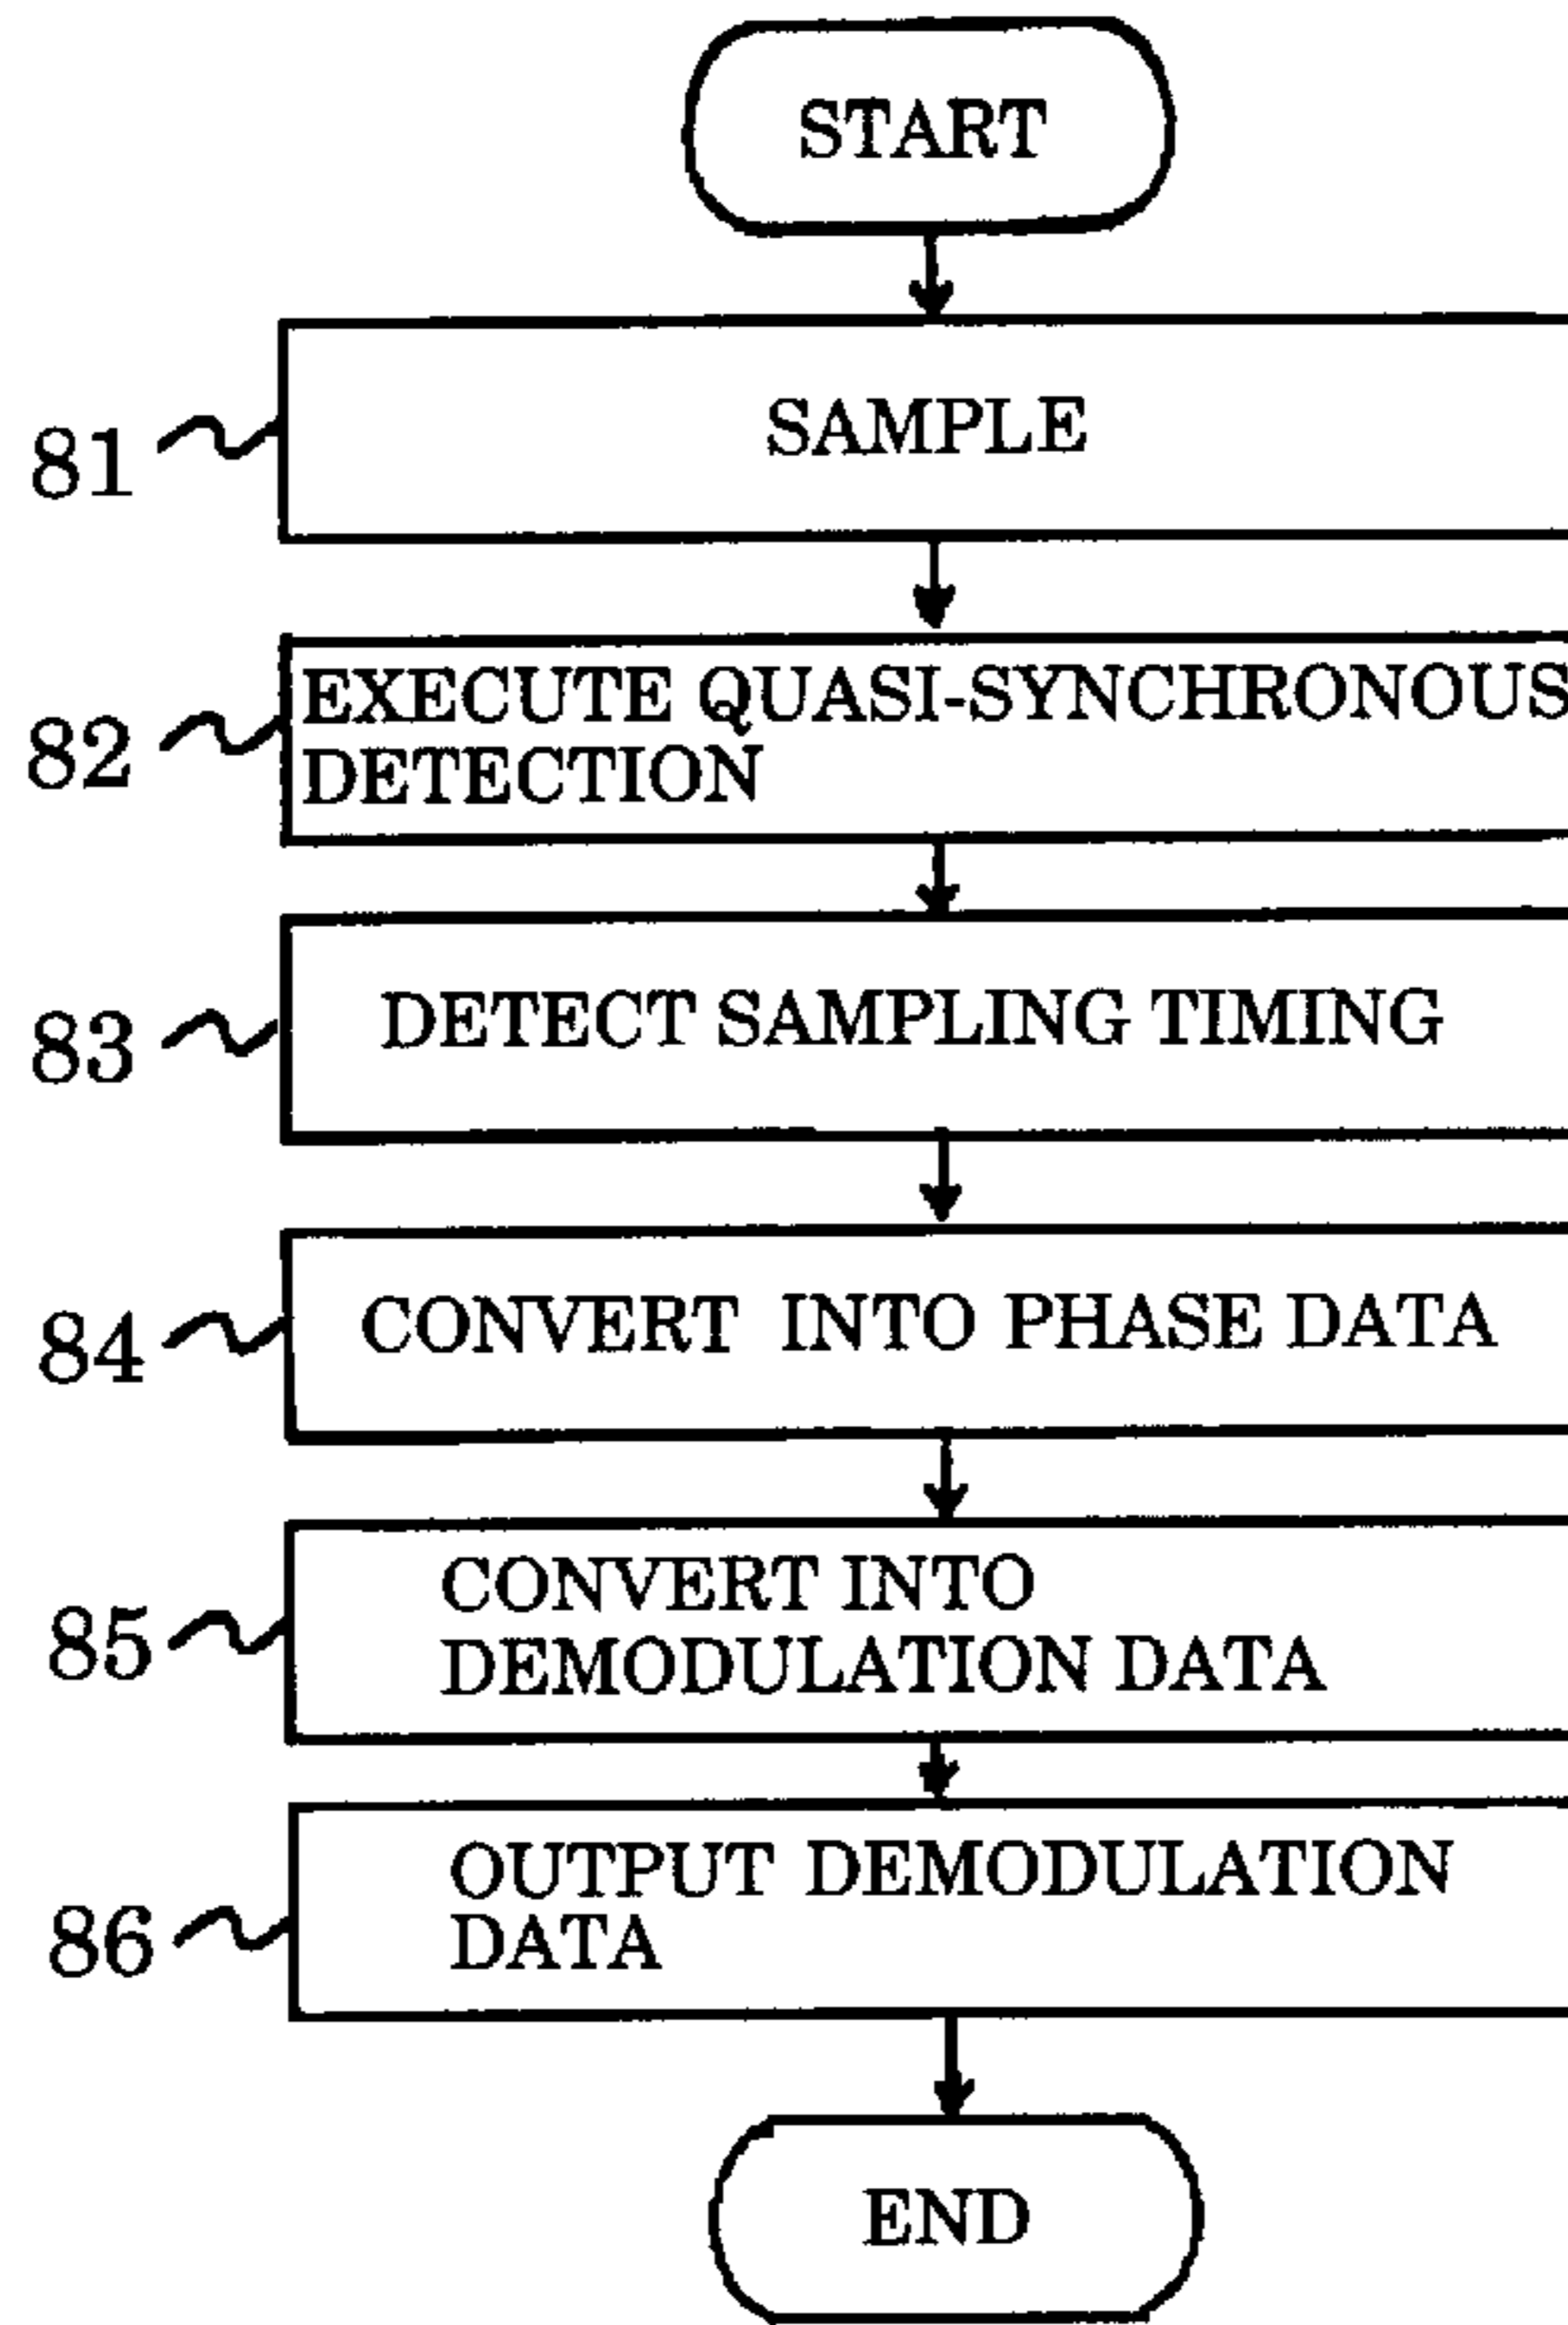 START
81
SAMPLE
82
EXECUTE QUASI-SYNCHRONOUS
DETECTION
83
DETECT SAMPLING TIMING
84
CONVERT INTO PHASE DATA
85
CONVERT INTO
DEMODULATION DATA
86
OUTPUT DEMODULATION
DATA
END